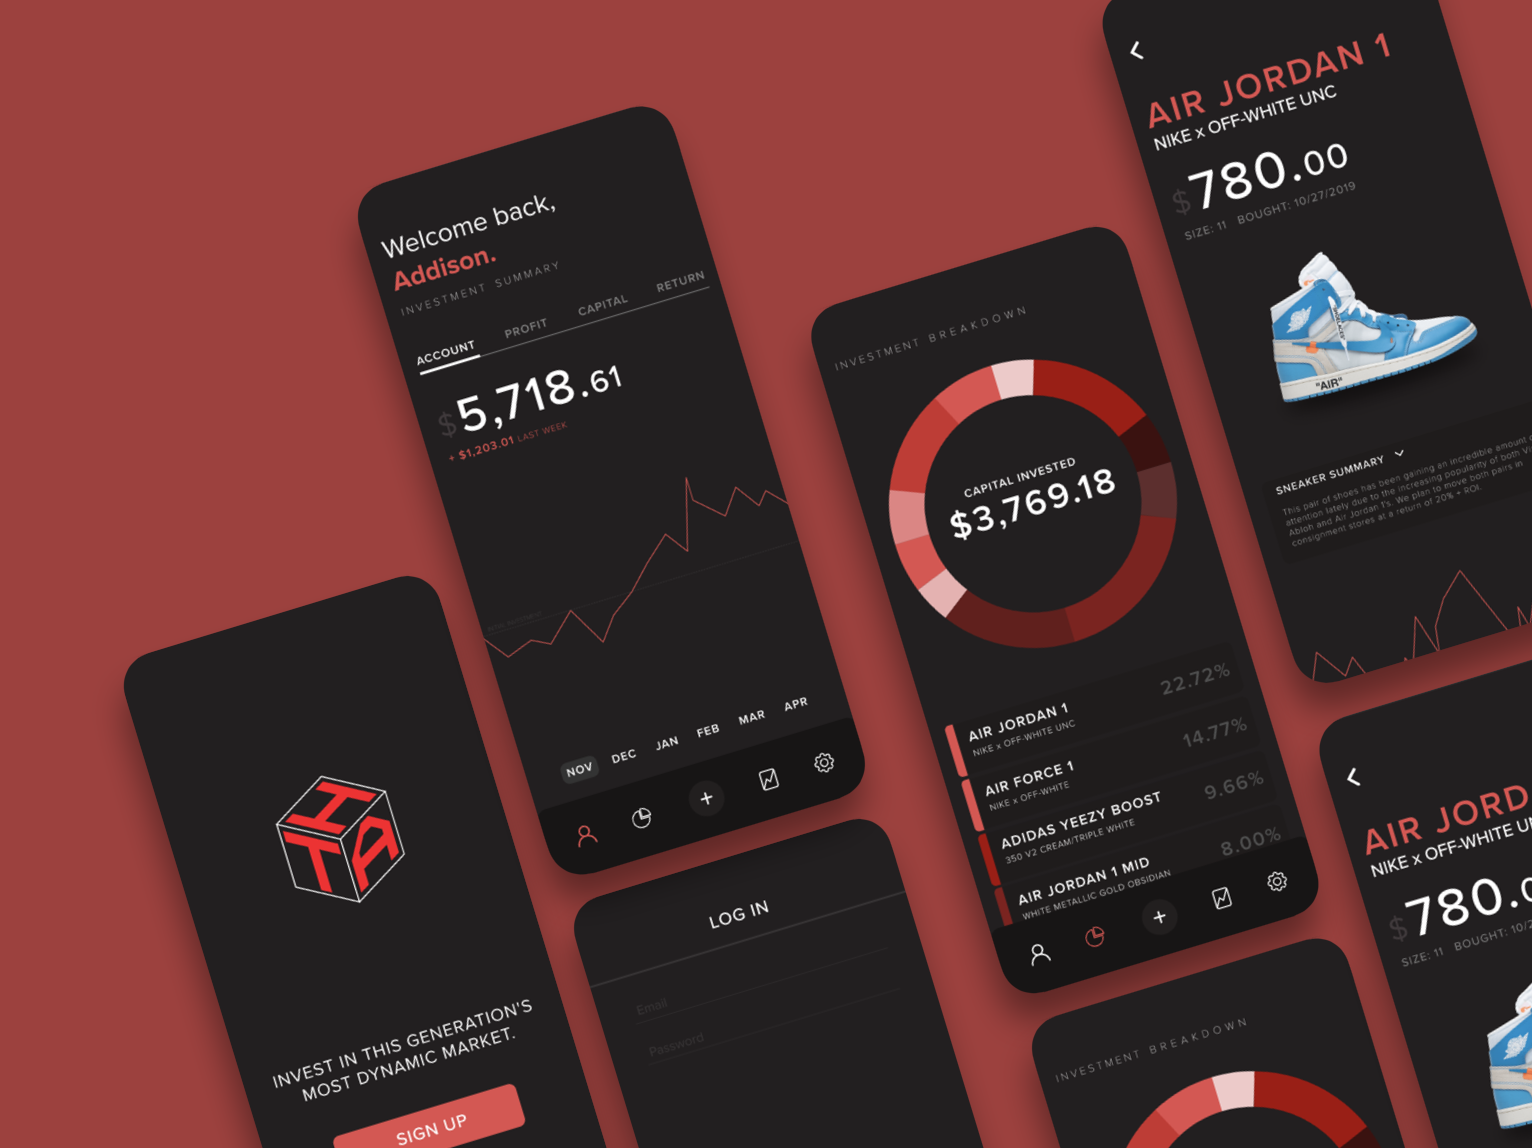 Welcome back,
Addison.
INVESTMENT SUMMARY
ACCOUNT
PROFIT
CAPITAL
RETURN
$5,718.61
+ $1,203.01 LAST WEEK
NOV
DEC
JAN
FEB
MAR
APR
H
T
A
INVEST IN THIS GENERATION'S
MOST DYNAMIC MARKET.
SIGN UP
LOG IN
Email
Password
INVESTMENT BREAKDOWN
CAPITAL INVESTED
$3,769.18
AIR JORDAN 1
NIKE x OFF-WHITE UNC
22.72%
AIR FORCE 1
NIKE x OFF-WHITE
14.77%
ADIDAS YEEZY BOOST
350 V2 CREAM/TRIPLE WHITE
9.66%
AIR JORDAN 1 MID
WHITE METALLIC GOLD OBSIDIAN
8.00%
INVESTMENT BREAKDOWN
AIR JORDAN 1
NIKE x OFF-WHITE UNC
$780.00
SIZE: 11 BOUGHT: 10/27/2019
"AIR"
SNEAKER SUMMARY
This pair of shoes has been gaining an incredible amount
attention lately due to the increasing popularity of both
Abloh and Air Jordan 1's. We plan to move both pairs in
consignment stores at a return of 20% + ROI.
AIR JORD
NIKE x OFF-WHITE U
$780.0
SIZE: 11 BOUGHT: 10/2